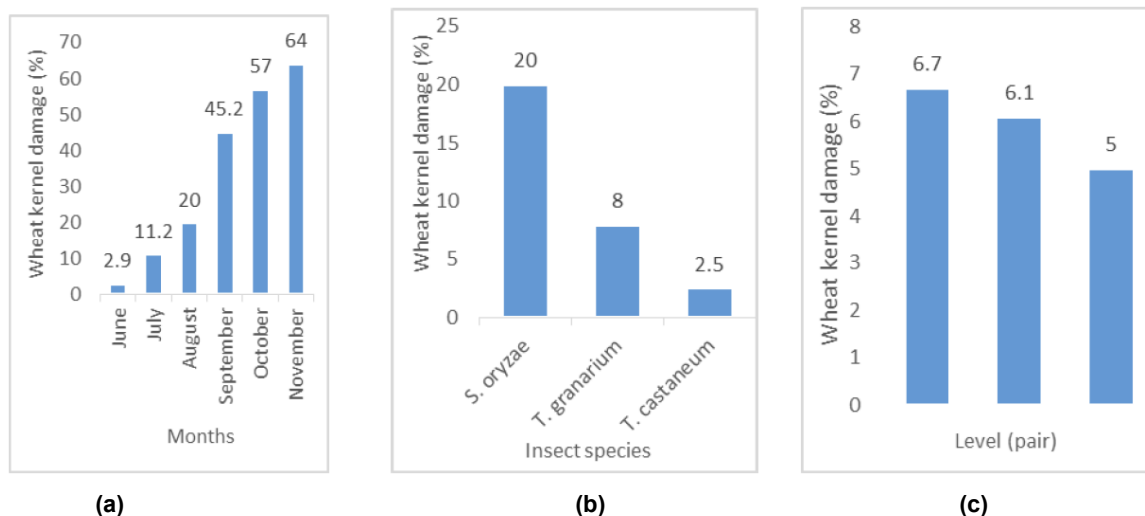 Wheat kernel damage (%)
70
60
50
40
30
20
10
0
2.9
11.2
20
45.2
57
64
June
July
August
September
October
November
Months
(a)
Wheat kernel damage (%)
25
20
15
10
5
0
20
8
2.5
S. oryzae
T. granarium
T. castaneum
Insect species
(b)
Wheat kernel damage (%)
8
7
6
5
4
3
2
1
0
6.7
6.1
5
Level (pair)
(c)